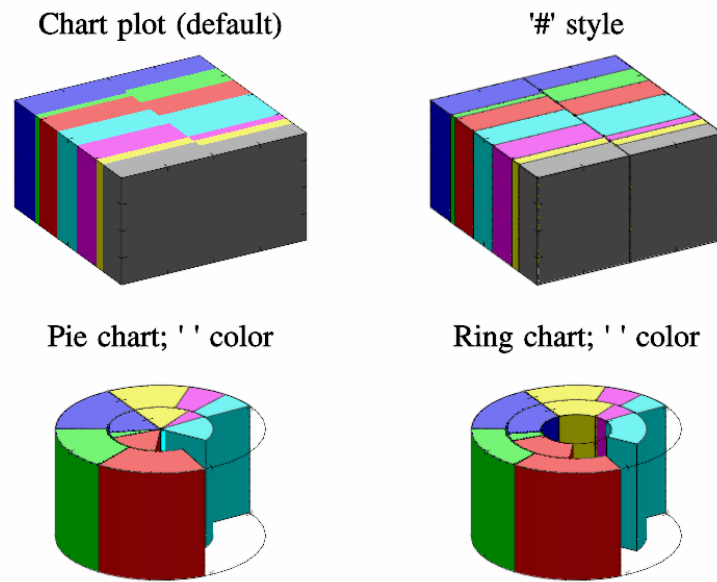 Chart plot (default)
'#' style
Pie chart; ' ' color
Ring chart; ' ' color